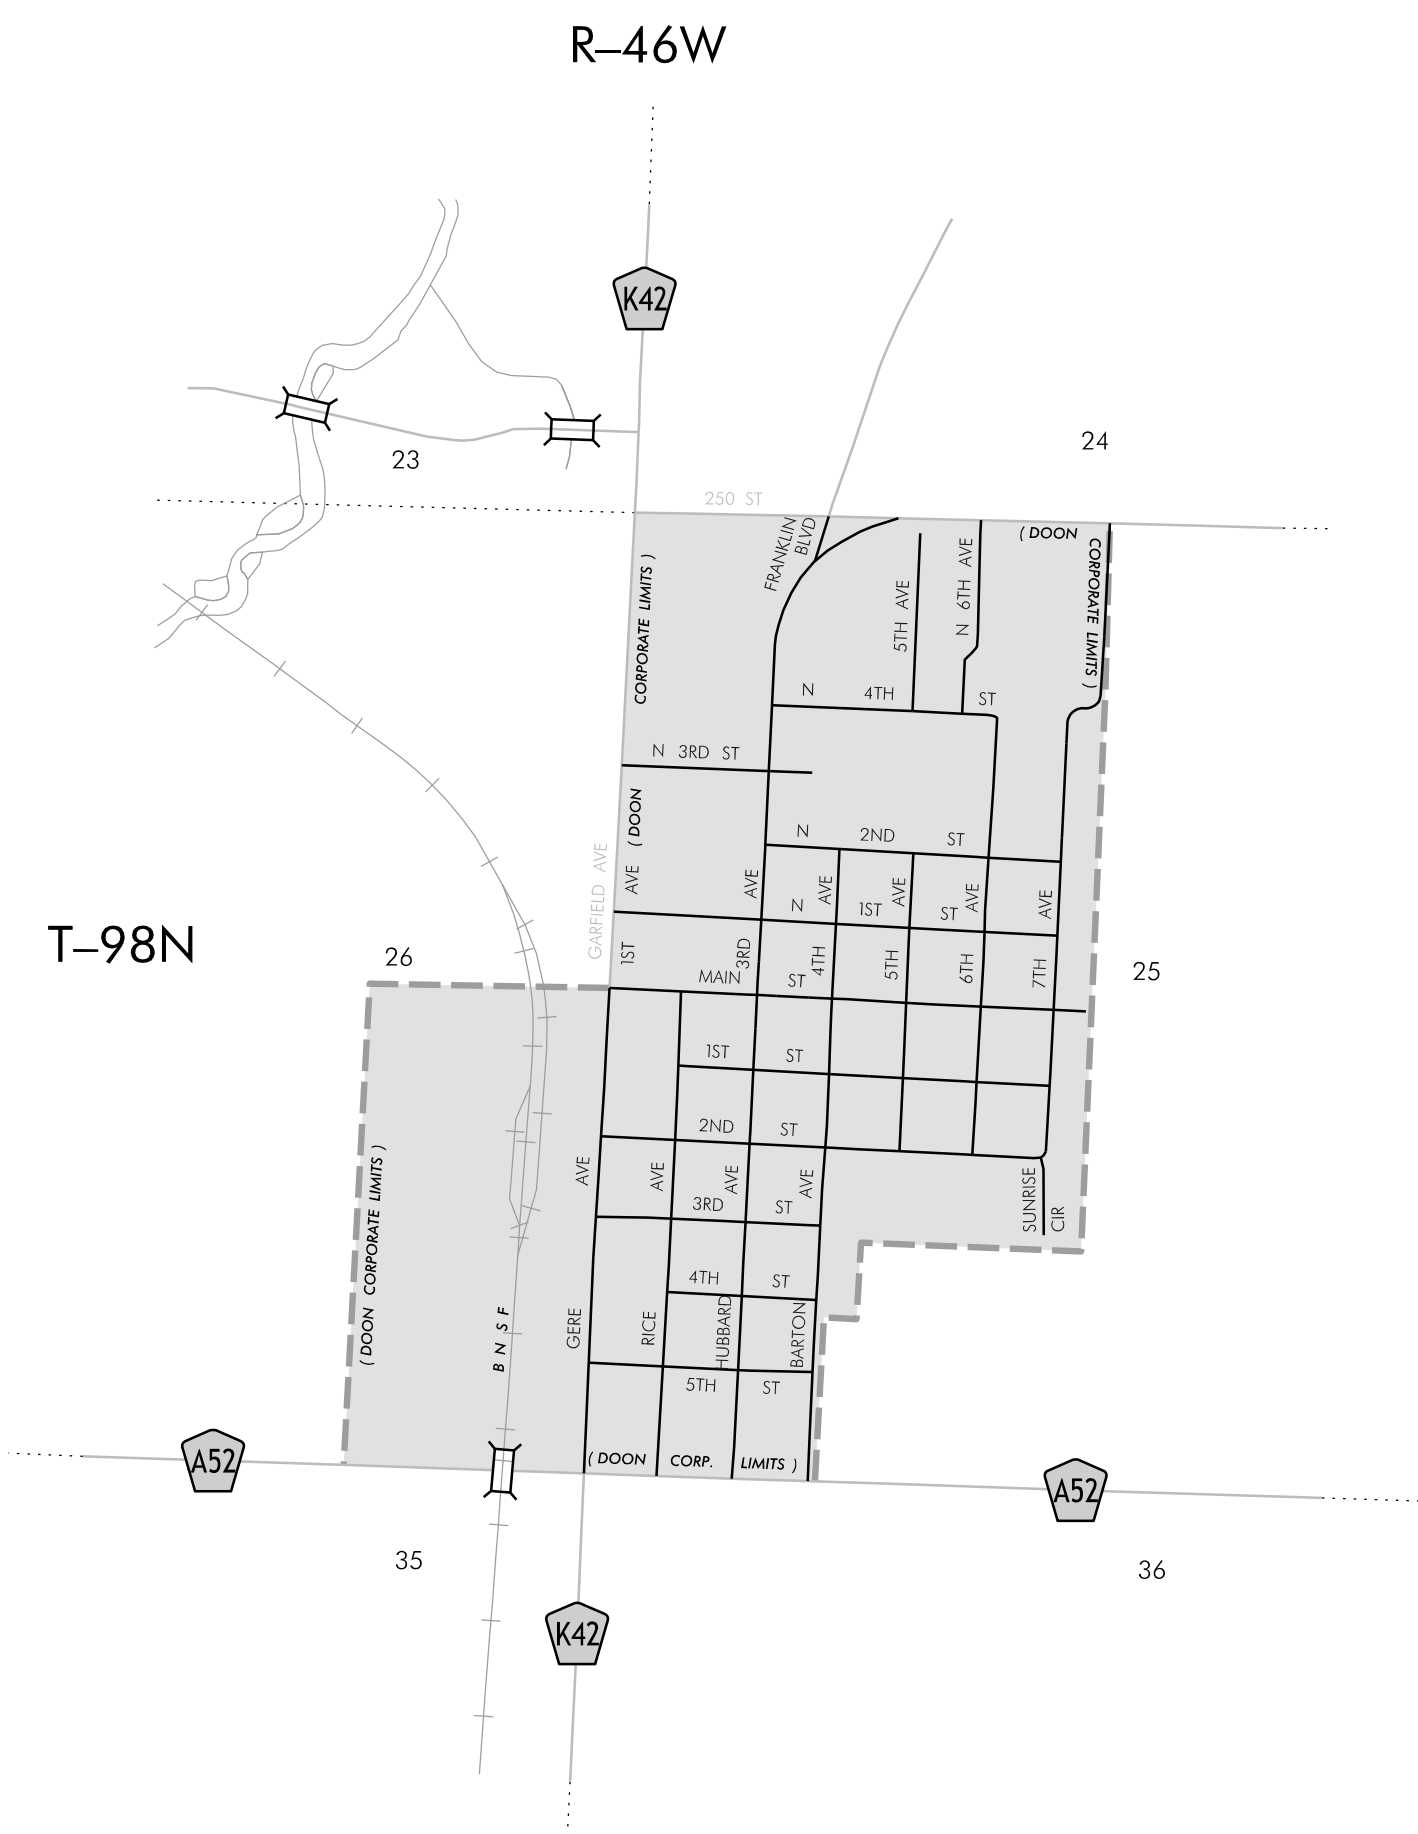 R–46W
K42
24
23
250 ST
FRANKLIN
BLVD
( DOON
CORPORATE LIMITS )
N 6TH AVE
5TH AVE
CORPORATE LIMITS )
N 4TH ST
N 3RD ST
( DOON
N 2ND ST
GARFIELD AVE
1ST AVE
3RD AVE
4TH AVE
5TH AVE
6TH AVE
7TH AVE
N 1ST ST
T–98N
26
25
MAIN ST
1ST ST
2ND ST
( DOON CORPORATE LIMITS )
GERE AVE
RICE AVE
HUBBARD AVE
BARTON AVE
SUNRISE
CIR
3RD ST
4TH ST
BNSF
5TH ST
( DOON CORP. LIMITS )
A52
A52
35
36
K42